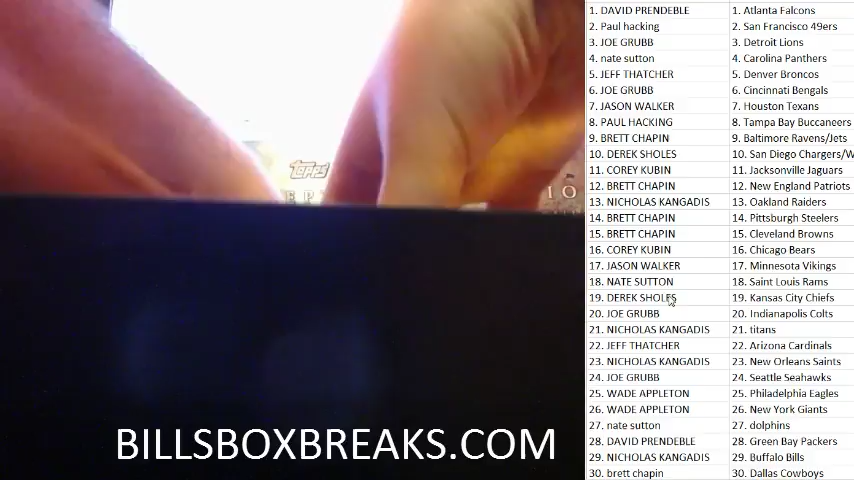 1. DAVID PRENDEBLE 1. Atlanta Falcons
2. Paul hacking 2. San Francisco 49ers
3. JOE GRUBB 3. Detroit Lions
4. nate sutton 4. Carolina Panthers
5. JEFF THATCHER 5. Denver Broncos
6. JOE GRUBB 6. Cincinnati Bengals
7. JASON WALKER 7. Houston Texans
8. PAUL HACKING 8. Tampa Bay Buccaneers
9. BRETT CHAPIN 9. Baltimore Ravens/Jets
10. DEREK SHOLES 10. San Diego Chargers/W
11. COREY KUBIN 11. Jacksonville Jaguars
12. BRETT CHAPIN 12. New England Patriots
13. NICHOLAS KANGADIS 13. Oakland Raiders
14. BRETT CHAPIN 14. Pittsburgh Steelers
15. BRETT CHAPIN 15. Cleveland Browns
16. COREY KUBIN 16. Chicago Bears
17. JASON WALKER 17. Minnesota Vikings
18. NATE SUTTON 18. Saint Louis Rams
19. DEREK SHOLES 19. Kansas City Chiefs
20. JOE GRUBB 20. Indianapolis Colts
21. NICHOLAS KANGADIS 21. titans
22. JEFF THATCHER 22. Arizona Cardinals
23. NICHOLAS KANGADIS 23. New Orleans Saints
24. JOE GRUBB 24. Seattle Seahawks
25. WADE APPLETON 25. Philadelphia Eagles
26. WADE APPLETON 26. New York Giants
27. nate sutton 27. dolphins
28. DAVID PRENDEBLE 28. Green Bay Packers
29. NICHOLAS KANGADIS 29. Buffalo Bills
30. brett chapin 30. Dallas Cowboys
Topps
BILLSBOXBREAKS.COM